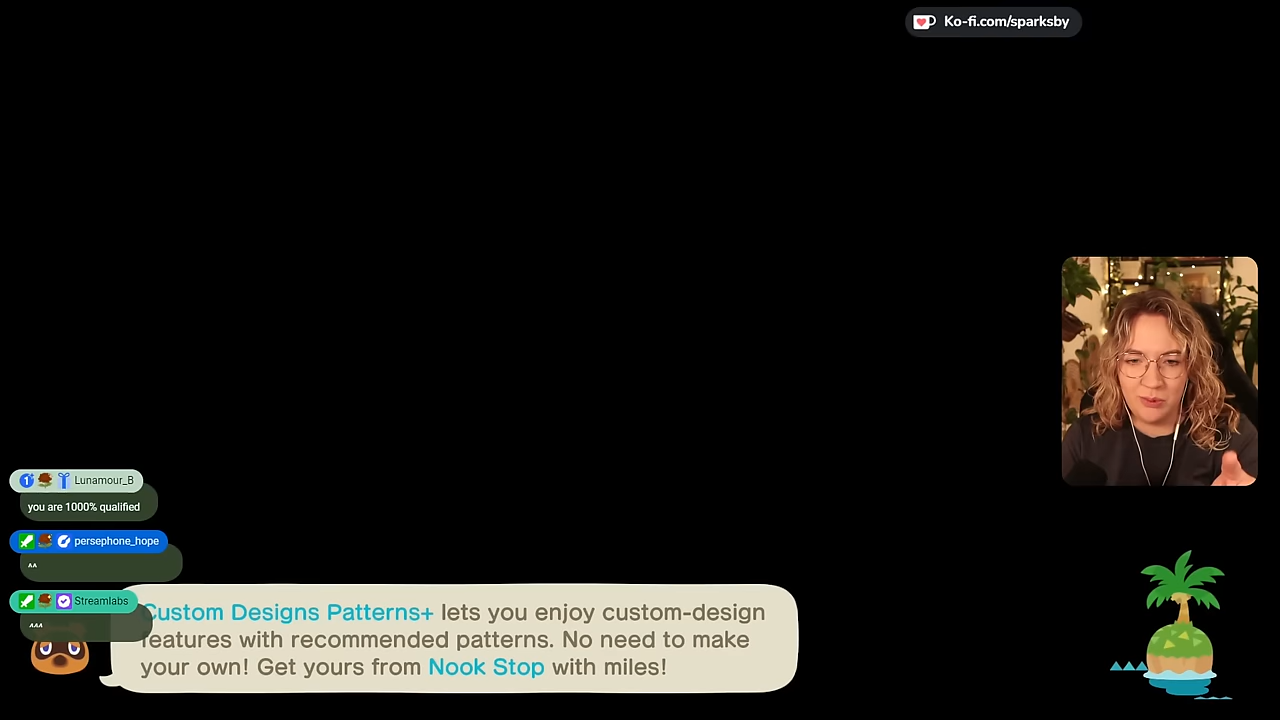 Ko-fi.com/sparksby
1 Lunamour_B
you are 1000% qualified
persephone_hope
^^
Streamlabs
^^^
Custom Designs Patterns+ lets you enjoy custom-design
features with recommended patterns. No need to make
your own! Get yours from Nook Stop with miles!